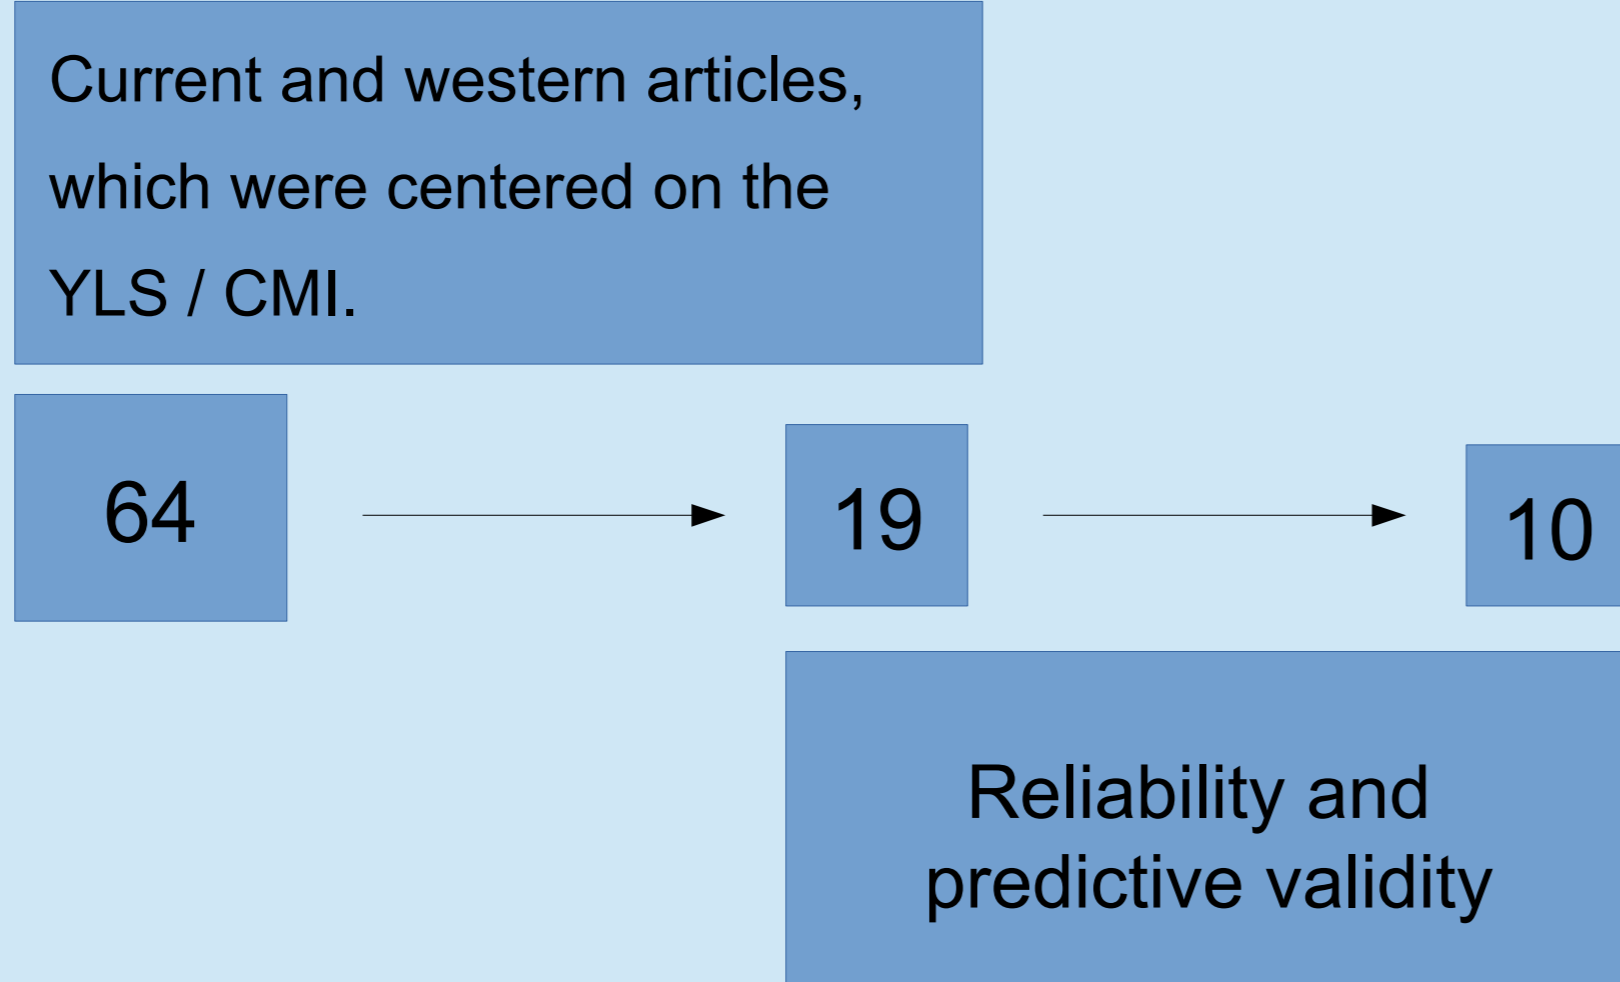 Current and western articles,
which were centered on the
YLS / CMI.
64
19
10
Reliability and
predictive validity